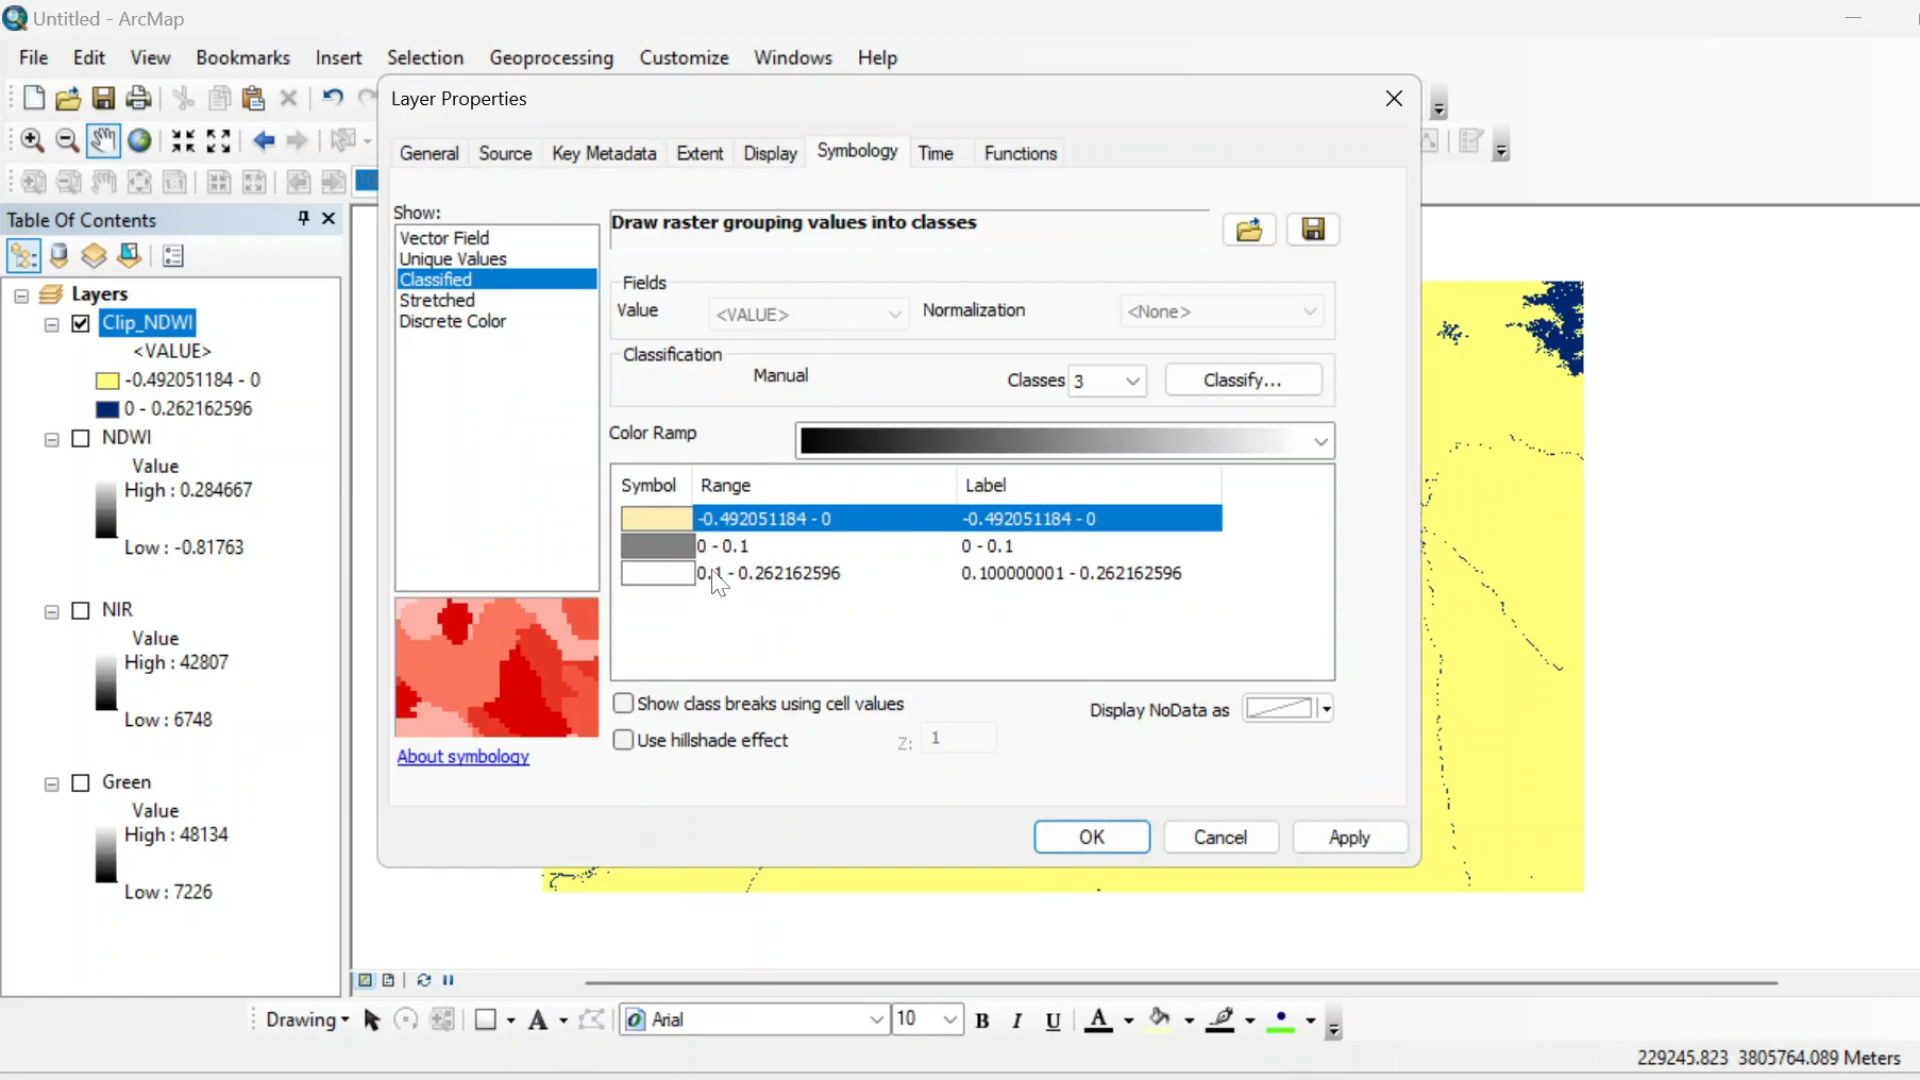 Untitled - ArcMap
File Edit View Bookmarks Insert Selection Geoprocessing Customize Windows Help
Layer Properties
General Source Key Metadata Extent Display Symbology Time Functions
Table Of Contents
Layers
Clip_NDWI
<VALUE>
-0.492051184 - 0
0 - 0.262162596
NDWI
Value
High : 0.284667
Low : -0.81763
NIR
Value
High : 42807
Low : 6748
Green
Value
High : 48134
Low : 7226
Show:
Vector Field
Unique Values
Classified
Stretched
Discrete Color
About symbology
Draw raster grouping values into classes
Fields
Value <VALUE> Normalization <None>
Classification
Manual Classes 3 Classify...
Color Ramp
Symbol Range Label
-0.492051184 - 0 -0.492051184 - 0
0 - 0.1 0 - 0.1
0.1 - 0.262162596 0.100000001 - 0.262162596
Show class breaks using cell values Display NoData as
Use hillshade effect Z: 1
OK Cancel Apply
Drawing A Arial 10 B I U A
229245.823 3805764.089 Meters